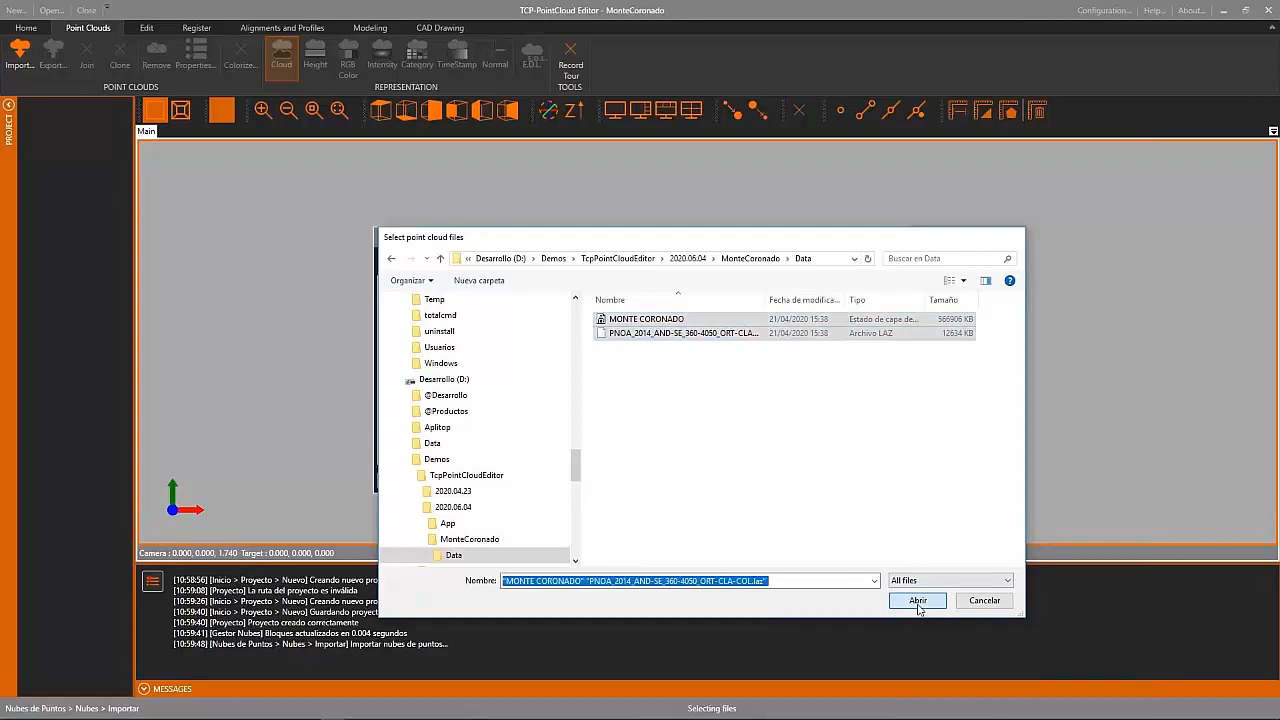 New... Open... Close
TCP-PointCloud Editor - MonteCoronado
Configuration... Help... About...
Home Point Clouds Edit Register Alignments and Profiles Modeling CAD Drawing
Import... Export... Join Clone Remove Properties... Colorize... Cloud Height RGB Color Intensity Category TimeStamp Normal E.D.L. Record Tour
POINT CLOUDS REPRESENTATION TOOLS
PROJECT
Main
Select point cloud files
« Desarrollo (D:) Demos TcpPointCloudEditor 2020.06.04 MonteCoronado Data
Buscar en Data
Organizar Nueva carpeta
Nombre Fecha de modifica... Tipo Tamaño
MONTE CORONADO 21/04/2020 15:38 Estado de capa de... 566906 KB
PNOA_2014_AND-SE_360-4050_ORT-CLA... 21/04/2020 15:38 Archivo LAZ 12634 KB
Temp
totalcmd
uninstall
Usuarios
Windows
Desarrollo (D:)
@Desarrollo
@Productos
Aplitop
Data
Demos
TcpPointCloudEditor
2020.04.23
2020.06.04
App
MonteCoronado
Data
Nombre: "MONTE CORONADO" "PNOA_2014_AND-SE_360-4050_ORT-CLA-COL.laz" All files
Abrir Cancelar
Camera : 0.000, 0.000, 1.740 Target : 0.000, 0.000, 0.000
[10:58:56] [Inicio > Proyecto > Nuevo] Creando nuevo pro
[10:59:08] [Proyecto] La ruta del proyecto es inválida
[10:59:26] [Inicio > Proyecto > Nuevo] Creando nuevo pro
[10:59:40] [Inicio > Proyecto > Nuevo] Guardando proyect
[10:59:40] [Proyecto] Proyecto creado correctamente
[10:59:41] [Gestor Nubes] Bloques actualizados en 0.004 segundos
[10:59:48] [Nubes de Puntos > Nubes > Importar] Importar nubes de puntos...
MESSAGES
Nubes de Puntos > Nubes > Importar
Selecting files